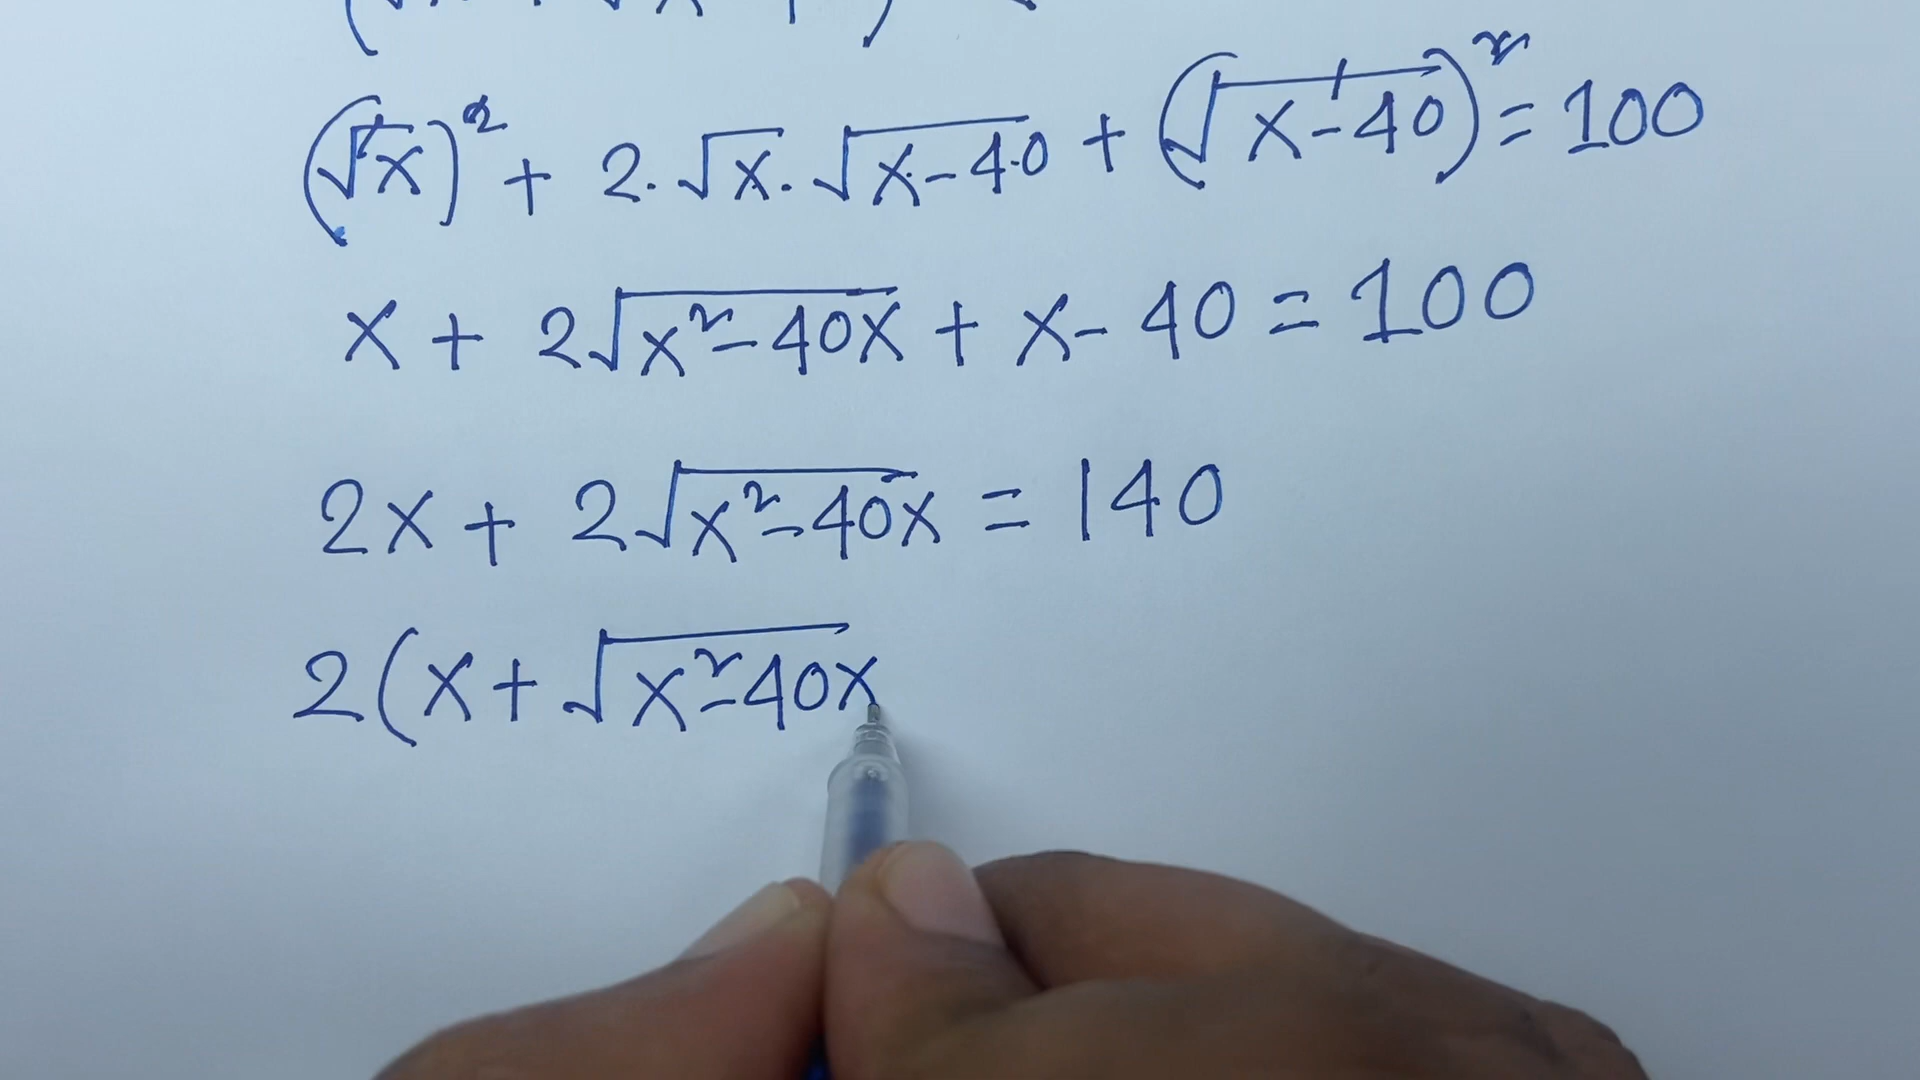 (√x)² + 2.√x.√x-40 + (√x-40)² = 100
x + 2√x²-40x + x - 40 = 100
2x + 2√x²-40x = 140
2(x + √x²-40x